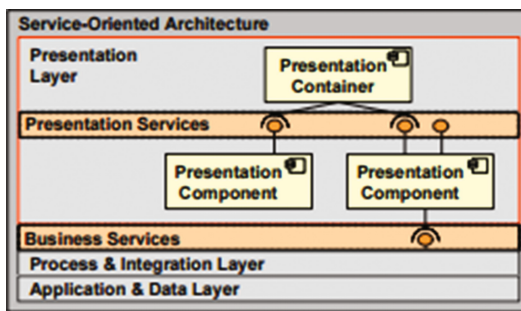 Service-Oriented Architecture
Presentation
Layer
Presentation
Container
Presentation Services
Presentation
Component
Presentation
Component
Business Services
Process & Integration Layer
Application & Data Layer